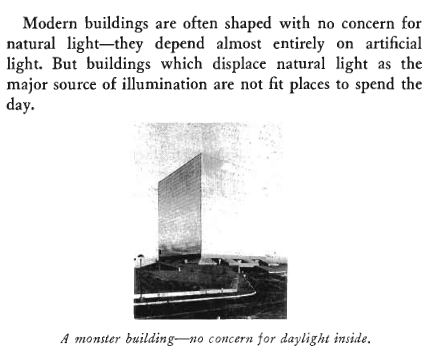 Modern buildings are often shaped with no concern for
natural light—they depend almost entirely on artificial
light. But buildings which displace natural light as the
major source of illumination are not fit places to spend the
day.
A monster building—no concern for daylight inside.